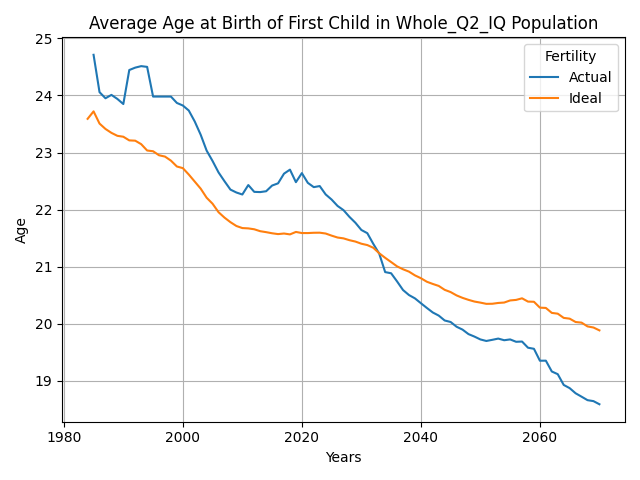 Average Age at Birth of First Child in Whole_Q2_IQ Population
Fertility
Actual
Ideal
25
24
23
22
21
20
19
Age
1980
2000
2020
2040
2060
Years